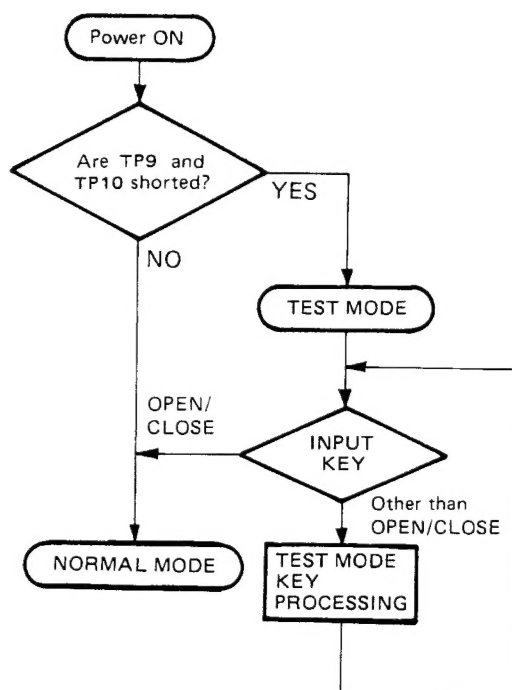 Power ON
Are TP9 and
TP10 shorted?
YES
NO
TEST MODE
OPEN/
CLOSE
INPUT
KEY
Other than
OPEN/CLOSE
NORMAL MODE
TEST MODE
KEY
PROCESSING